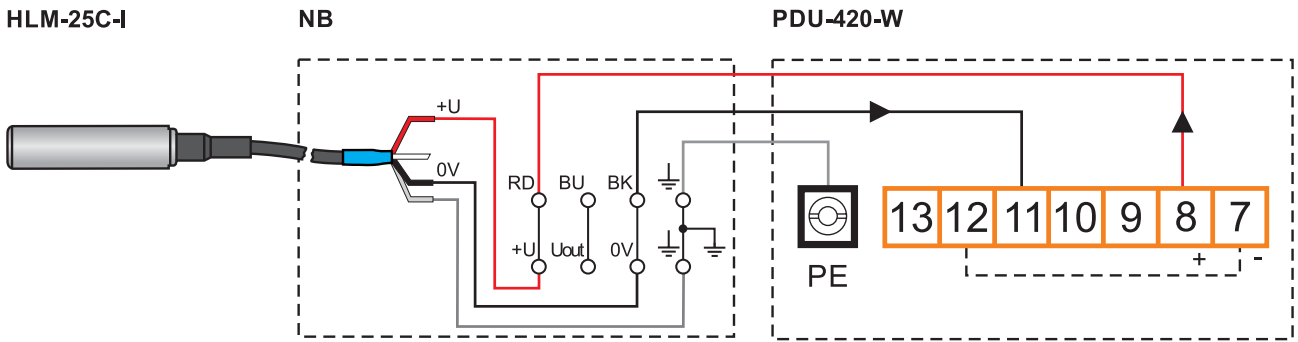 HLM-25C-I NB PDU-420-W
+U
0V
RD BU BK
+U Uout 0V
13 12 11 10 9 8 7
+ -
PE